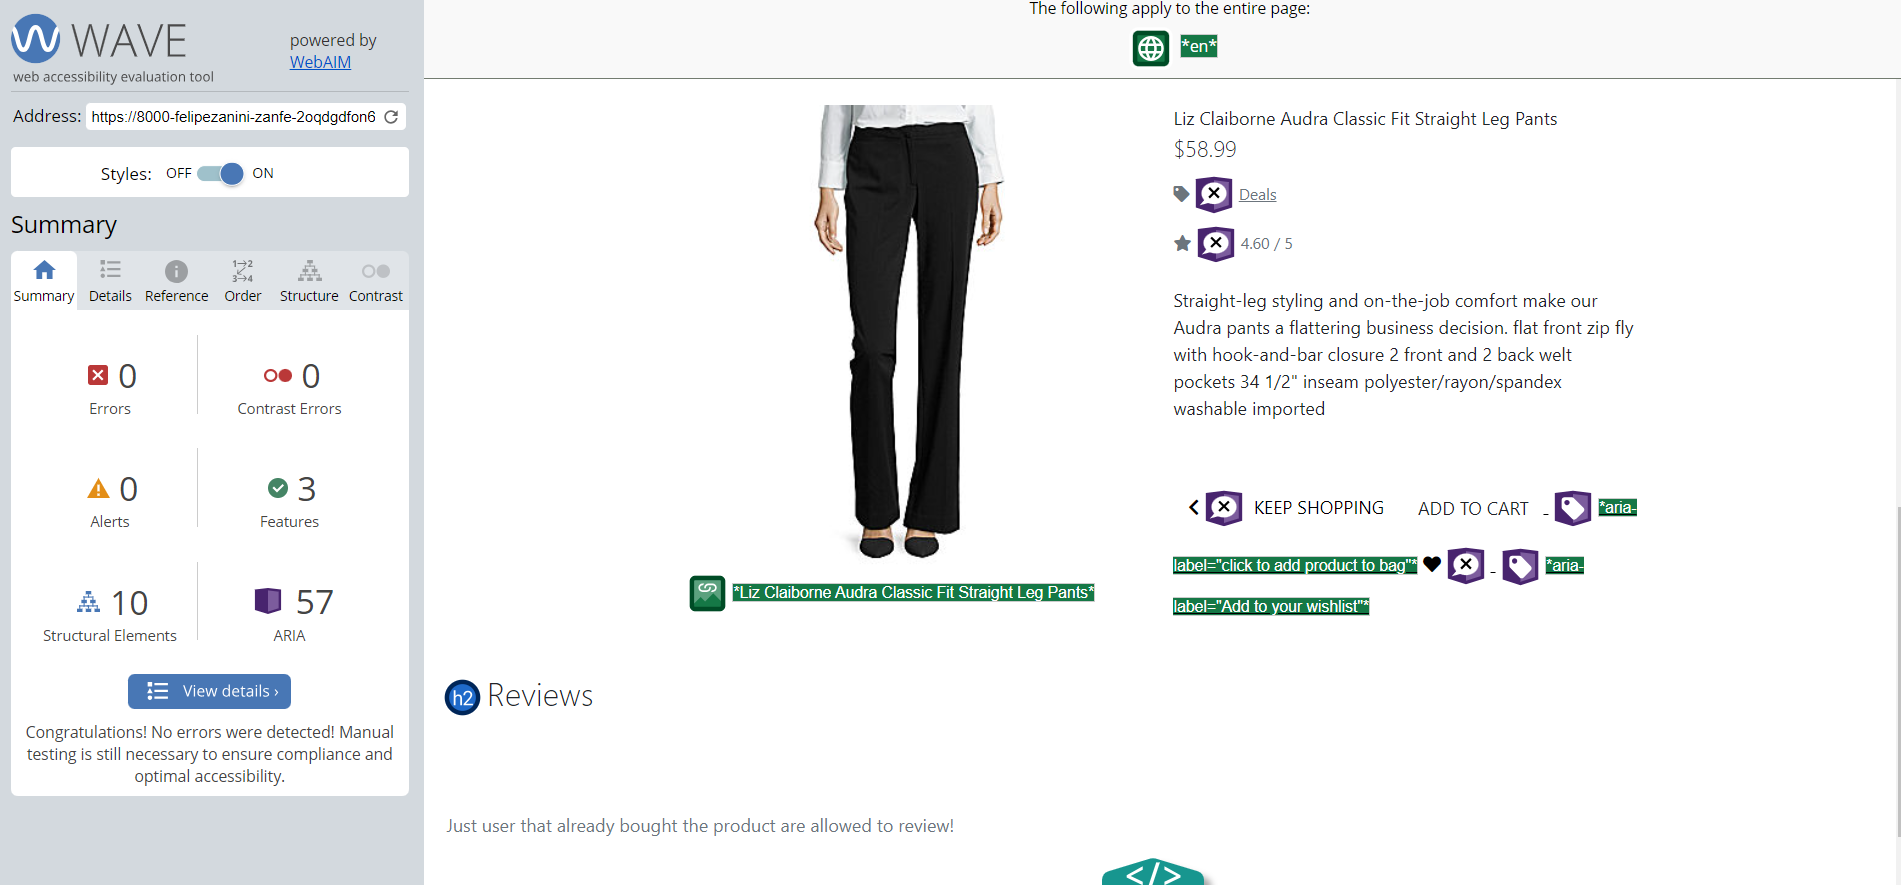 WAVE
powered by
WebAIM
web accessibility evaluation tool
Address: https://8000-felipezanini-zanfe-2oqdgdfon6
Styles: OFF ON
Summary
Summary Details Reference Order Structure Contrast
0 0
Errors Contrast Errors
0 3
Alerts Features
10 57
Structural Elements ARIA
View details ›
Congratulations! No errors were detected! Manual
testing is still necessary to ensure compliance and
optimal accessibility.
The following apply to the entire page:
*en*
Liz Claiborne Audra Classic Fit Straight Leg Pants
$58.99
Deals
4.60 / 5
Straight-leg styling and on-the-job comfort make our
Audra pants a flattering business decision. flat front zip fly
with hook-and-bar closure 2 front and 2 back welt
pockets 34 1/2" inseam polyester/rayon/spandex
washable imported
KEEP SHOPPING ADD TO CART *aria-
label="click to add product to bag"* *aria-
label="Add to your wishlist"*
*Liz Claiborne Audra Classic Fit Straight Leg Pants*
h2 Reviews
Just user that already bought the product are allowed to review!
</>